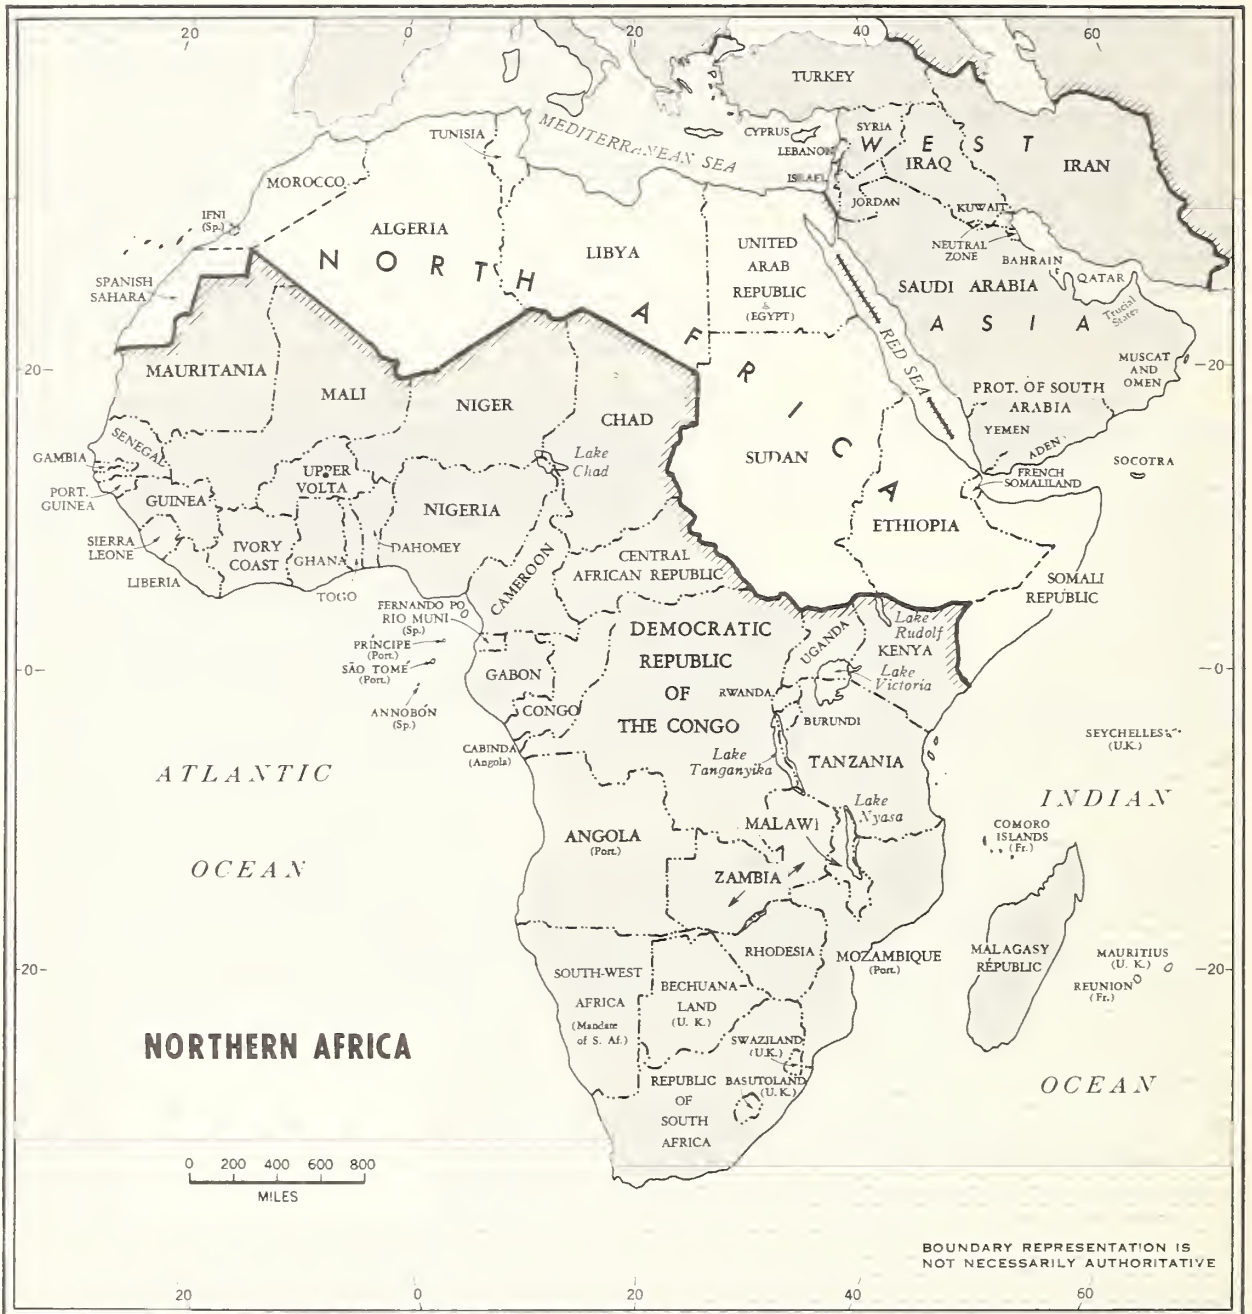 20
0
20
40
60
TURKEY
TUNISIA
MEDITERRANEAN SEA
CYPRUS
LEBANON
ISRAEL
SYRIA
WEST
IRAQ
IRAN
MOROCCO
IFNI
(Sp.)
ALGERIA
JORDAN
KUWAIT
NEUTRAL
ZONE
BAHRAIN
QATAR
Trucial
States
SPANISH
SAHARA
NORTH
LIBYA
UNITED
ARAB
REPUBLIC
&
(EGYPT)
SAUDI ARABIA
ASIA
AFRICA
RED SEA
20
MAURITANIA
MALI
NIGER
CHAD
SUDAN
MUSCAT
AND
OMEN
20
PROT. OF SOUTH
ARABIA
YEMEN
ADEN
SENEGAL
GAMBIA
PORT.
GUINEA
GUINEA
UPPER
VOLTA
Lake
Chad
NIGERIA
FRENCH
SOMALILAND
SOCOTRA
ETHIOPIA
SIERRA
LEONE
LIBERIA
IVORY
COAST
GHANA
TOGO
DAHOMEY
CAMEROON
CENTRAL
AFRICAN REPUBLIC
SOMALI
REPUBLIC
FERNANDO PO
RIO MUNI
(Sp.)
PRÍNCIPE
(Port.)
SÃO TOMÉ
(Port.)
ANNOBÓN
(Sp.)
DEMOCRATIC
REPUBLIC
OF
THE CONGO
UGANDA
Lake
Rudolf
KENYA
Lake
Victoria
0
0
GABON
CONGO
CABINDA
(Angola)
RWANDA
BURUNDI
Lake
Tanganyika
TANZANIA
SEYCHELLES
(U.K.)
ATLANTIC
OCEAN
INDIAN
ANGOLA
(Port.)
MALAWI
Lake
Nyasa
COMORO
ISLANDS
(Fr.)
ZAMBIA
RHODESIA
MOZAMBIQUE
(Port.)
MALAGASY
RÉPUBLIC
MAURITIUS
(U. K.)
REUNION
(Fr.)
20
20
SOUTH-WEST
AFRICA
(Mandate
of S. Af.)
BECHUANA-
LAND
(U. K.)
SWAZILAND
(U.K.)
REPUBLIC
OF
SOUTH
AFRICA
BASUTOLAND
(U. K.)
NORTHERN AFRICA
OCEAN
0 200 400 600 800
MILES
BOUNDARY REPRESENTATION IS
NOT NECESSARILY AUTHORITATIVE
20
0
20
40
60